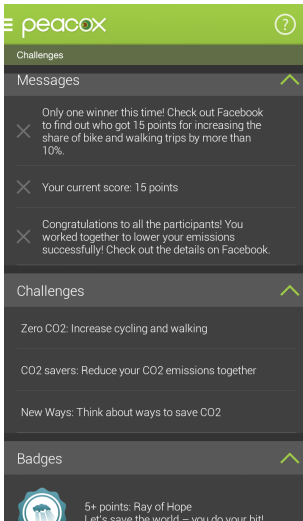 peacox
?
Challenges
Messages
Only one winner this time! Check out Facebook
to find out who got 15 points for increasing the
share of bike and walking trips by more than
10%.
Your current score: 15 points
Congratulations to all the participants! You
worked together to lower your emissions
successfully! Check out the details on Facebook.
Challenges
Zero CO2: Increase cycling and walking
CO2 savers: Reduce your CO2 emissions together
New Ways: Think about ways to save CO2
Badges
5+ points: Ray of Hope
Let's save the world – you do your bit!